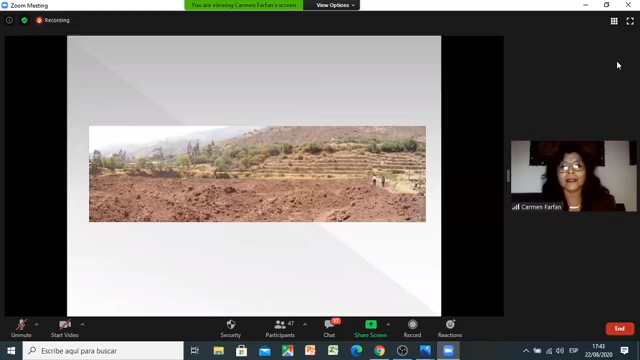 Zoom Meeting
You are viewing Carmen Farfan's screen
View Options
Recording
Carmen Farfan
Unmute
Start Video
Security
47
Participants
37
Chat
Share Screen
Record
Reactions
End
Escribe aquí para buscar
ESP
17:43
22/08/2020